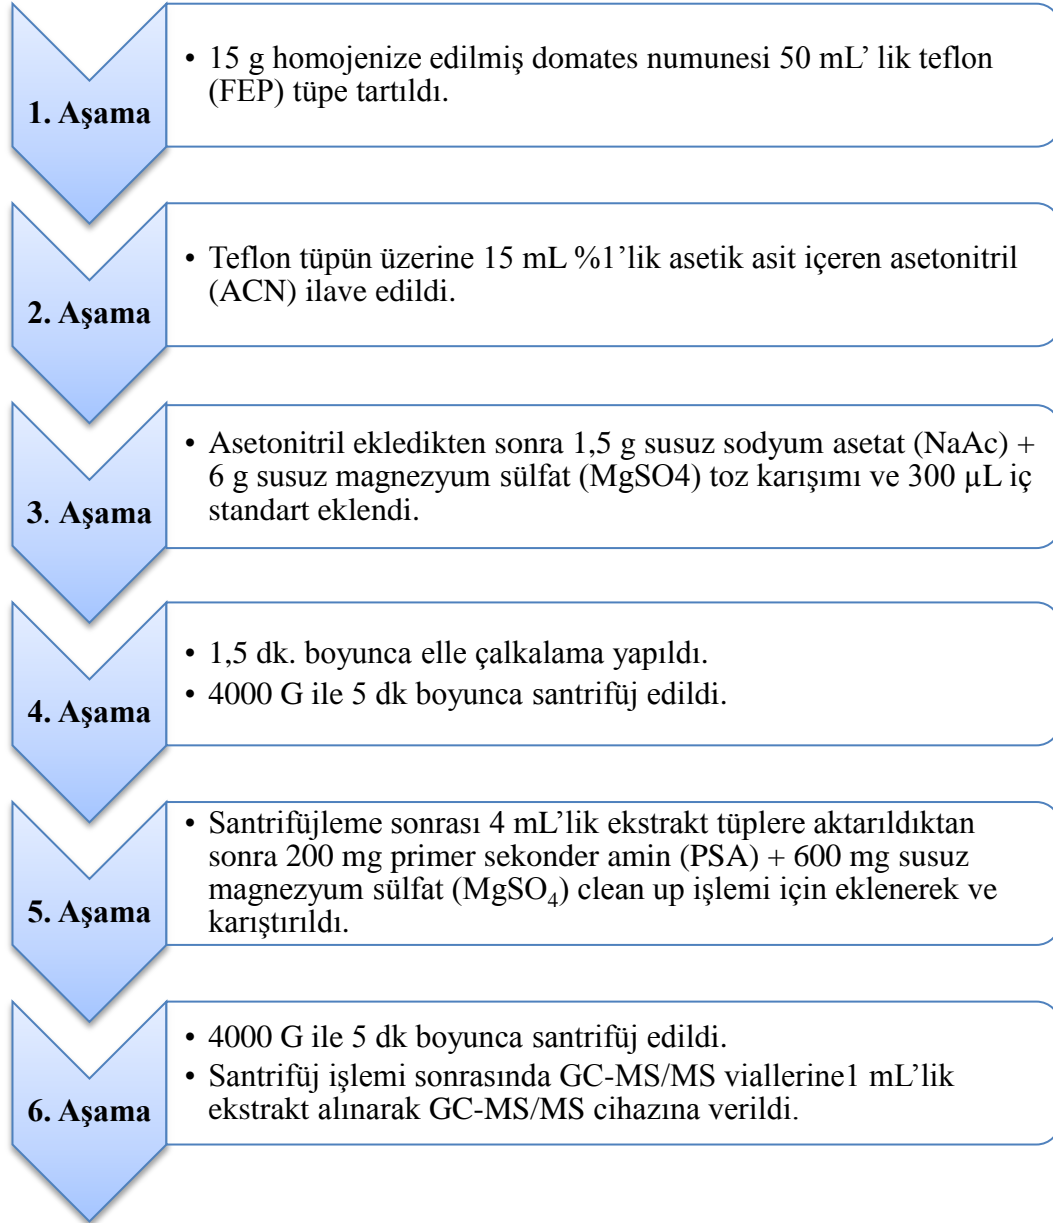 1. Aşama
• 15 g homojenize edilmiş domates numunesi 50 mL’ lik teflon
(FEP) tüpe tartıldı.
2. Aşama
• Teflon tüpün üzerine 15 mL %1’lik asetik asit içeren asetonitril
(ACN) ilave edildi.
3. Aşama
• Asetonitril ekledikten sonra 1,5 g susuz sodyum asetat (NaAc) +
6 g susuz magnezyum sülfat (MgSO4) toz karışımı ve 300 µL iç
standart eklendi.
4. Aşama
• 1,5 dk. boyunca elle çalkalama yapıldı.
• 4000 G ile 5 dk boyunca santrifüj edildi.
5. Aşama
• Santrifüjleme sonrası 4 mL’lik ekstrakt tüplere aktarıldıktan
sonra 200 mg primer sekonder amin (PSA) + 600 mg susuz
magnezyum sülfat (MgSO₄) clean up işlemi için eklenerek ve
karıştırıldı.
6. Aşama
• 4000 G ile 5 dk boyunca santrifüj edildi.
• Santrifüj işlemi sonrasında GC-MS/MS viallerine1 mL’lik
ekstrakt alınarak GC-MS/MS cihazına verildi.